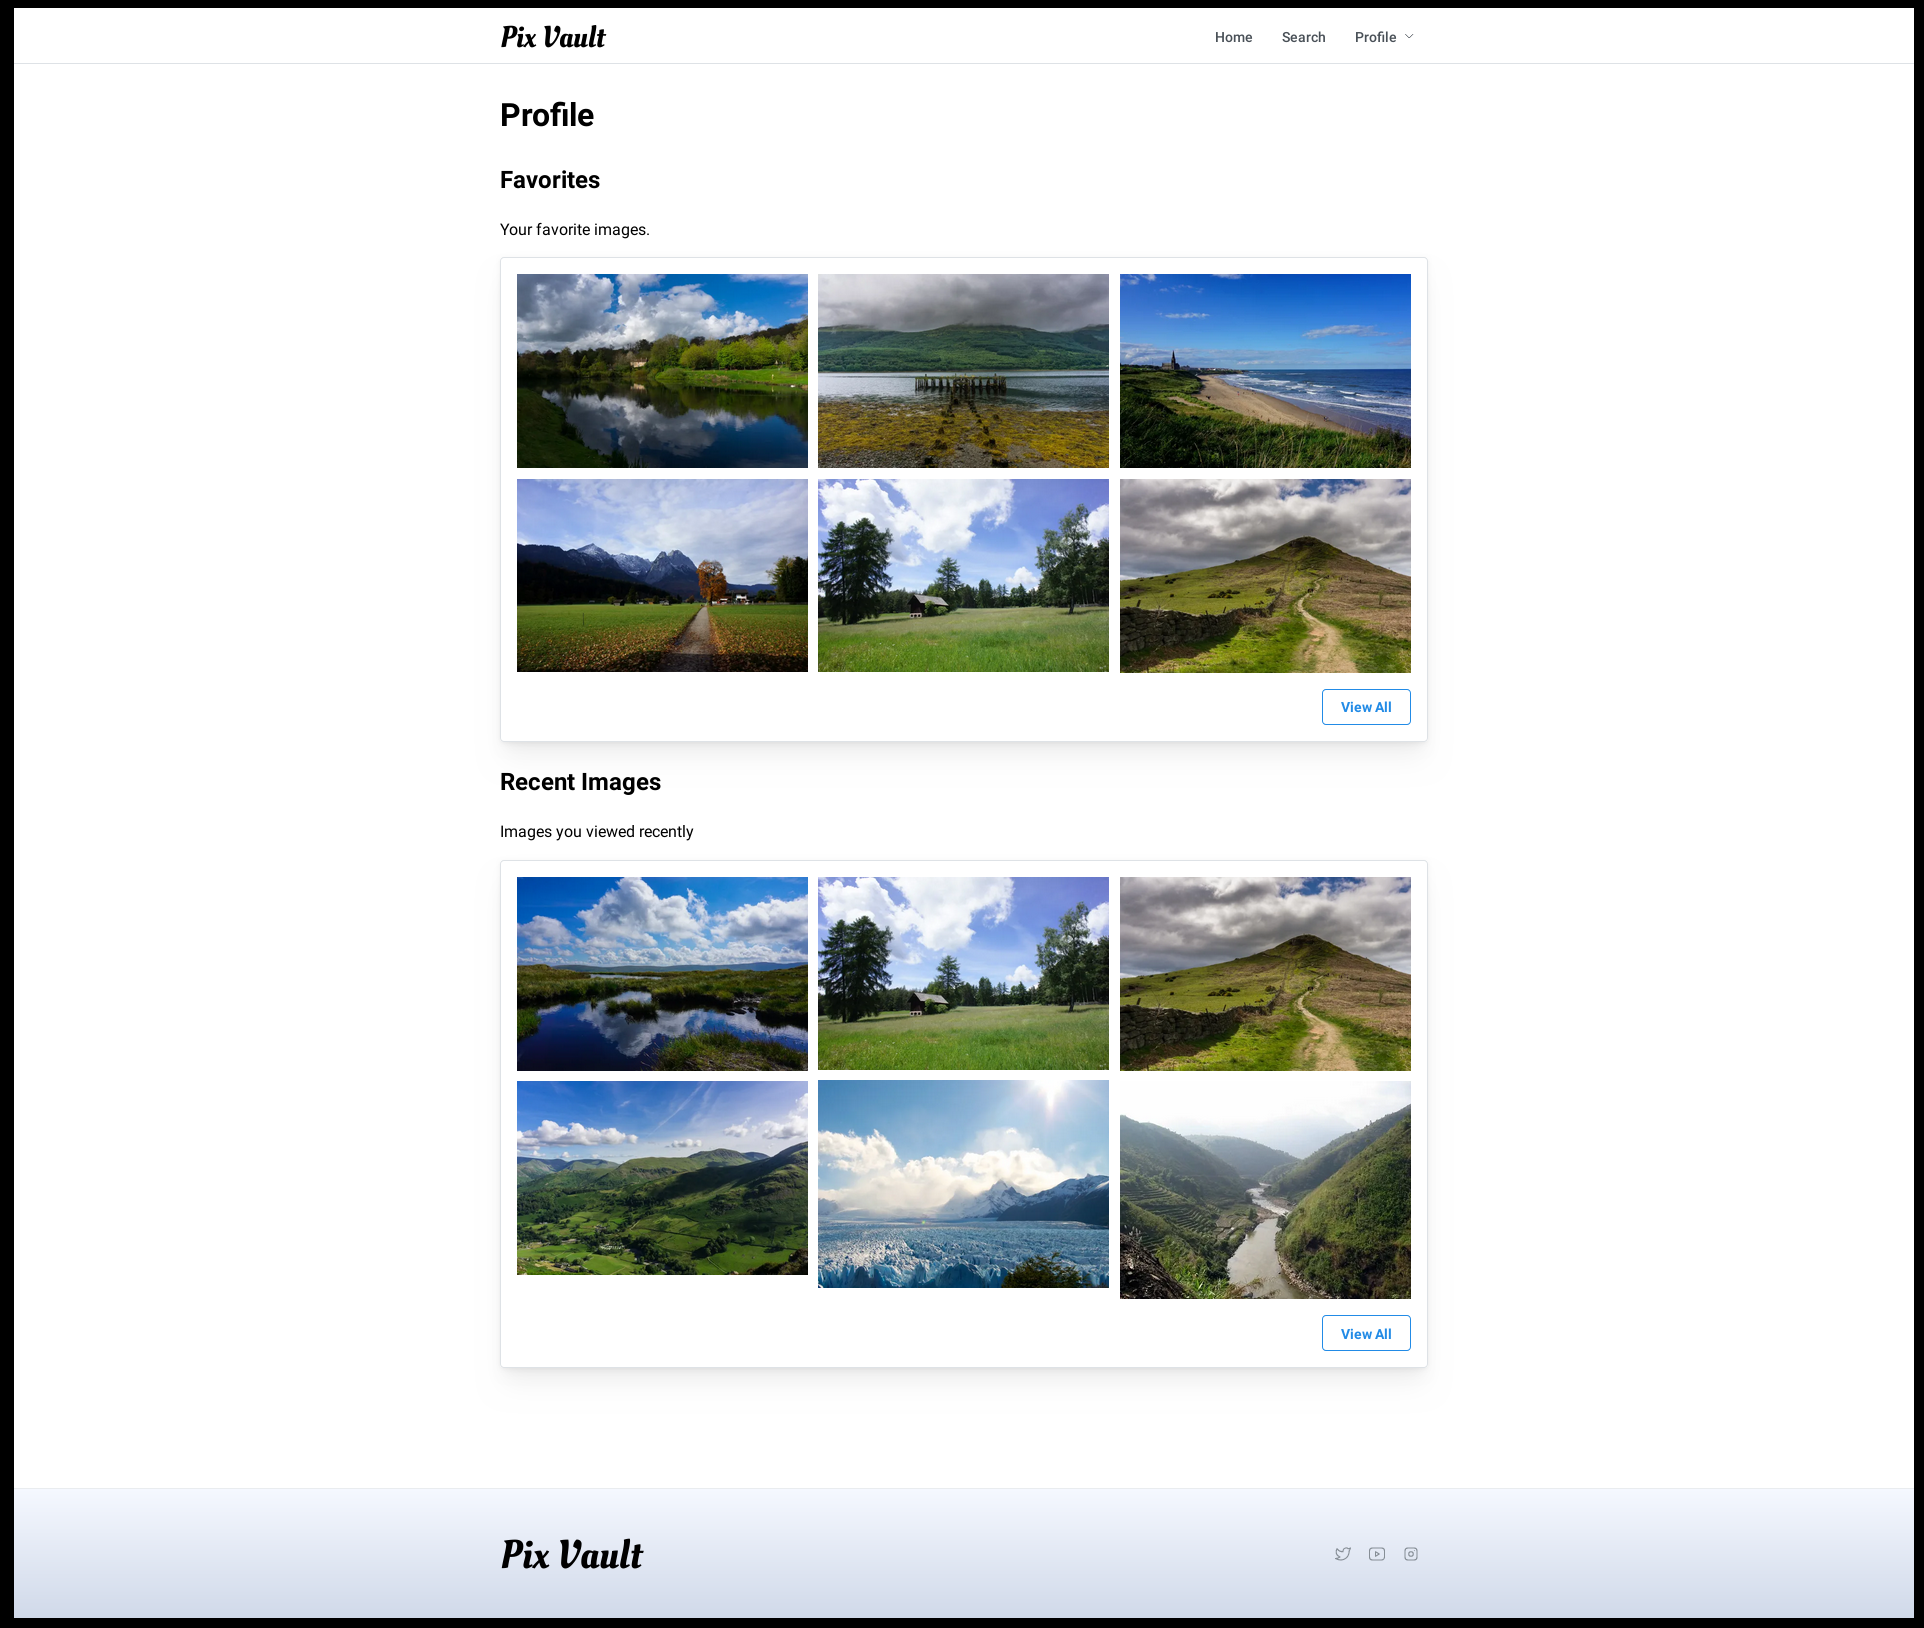 Pix Vault
Home Search Profile
Profile
Favorites
Your favorite images.
View All
Recent Images
Images you viewed recently
View All
Pix Vault